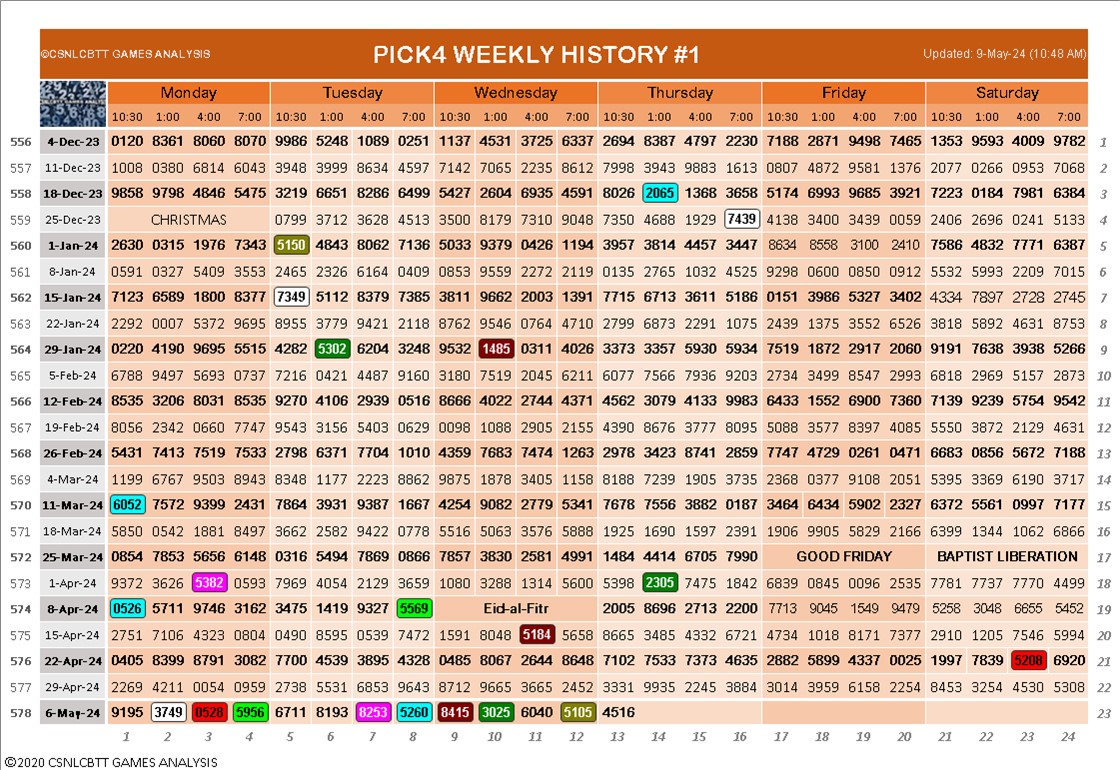 ©CSNLCBTT GAMES ANALYSIS PICK4 WEEKLY HISTORY #1 Updated: 9-May-24 (10:48 AM)
Monday Tuesday Wednesday Thursday Friday Saturday
10:30 1:00 4:00 7:00 10:30 1:00 4:00 7:00 10:30 1:00 4:00 7:00 10:30 1:00 4:00 7:00 10:30 1:00 4:00 7:00 10:30 1:00 4:00 7:00
556 4-Dec-23 0120 8361 8060 8070 9986 5248 1089 0251 1137 4531 3725 6337 2694 8387 4797 2230 7188 2871 9498 7465 1353 9593 4009 9782 1
557 11-Dec-23 1008 0380 6814 6043 3948 3999 8634 4597 7142 7065 2235 8612 7998 3943 9883 1613 0807 4872 9581 1376 2077 0266 0953 7068 2
558 18-Dec-23 9858 9798 4846 5475 3219 6651 8286 6499 5427 2604 6935 4591 8026 2065 1368 3658 5174 6993 9685 3921 7223 0184 7981 6384 3
559 25-Dec-23 CHRISTMAS 0799 3712 3628 4513 3500 8179 7310 9048 7350 4688 1929 7439 4138 3400 3439 0059 2406 2696 0241 5133 4
560 1-Jan-24 2630 0315 1976 7343 5150 4843 8062 7136 5033 9379 0426 1194 3957 3814 4457 3447 8634 8558 3100 2410 7586 4832 7771 6387 5
561 8-Jan-24 0591 0327 5409 3553 2465 2326 6164 0409 0853 9559 2272 2119 0135 2765 1032 4525 9298 0600 0850 0912 5532 5993 2209 7015 6
562 15-Jan-24 7123 6589 1800 8377 7349 5112 8379 7385 3811 9662 2003 1391 7715 6713 3611 5186 0151 3986 5327 3402 4334 7897 2728 2745 7
563 22-Jan-24 2292 0007 5372 9695 8955 3779 9421 2118 8762 9546 0764 4710 2799 6873 2291 1075 2439 1375 3552 6526 3818 5892 4631 8753 8
564 29-Jan-24 0220 4190 9695 5515 4282 5302 6204 3248 9532 1485 0311 4026 3373 3357 5930 5934 7519 1872 2917 2060 9191 7638 3938 5266 9
565 5-Feb-24 6788 9497 5693 0737 7216 0421 4487 9160 3180 7519 2045 6211 6077 7566 7936 9203 2734 3499 8547 2993 6818 2969 5157 2873 10
566 12-Feb-24 8535 3206 8031 8535 9270 4106 2939 0516 8666 4022 2744 4371 4562 3079 4133 9983 6433 1552 6900 7360 7139 9239 5754 9542 11
567 19-Feb-24 8056 2342 0660 7747 9543 3156 5403 0629 0098 1088 2905 2155 4390 8676 3777 8095 5088 3577 8397 4085 5550 3872 2129 4631 12
568 26-Feb-24 5431 7413 7519 7533 2798 6371 7704 1010 4359 7683 7474 1263 2978 3423 8741 2859 7747 4729 0261 0471 6683 0856 5672 7188 13
569 4-Mar-24 1199 6767 9503 8943 8348 1177 2223 8862 9875 1878 3405 1158 8188 7239 1905 3735 2368 0377 9108 2051 5395 3369 6190 3717 14
570 11-Mar-24 6052 7572 9399 2431 7864 3931 9387 1667 4254 9082 2779 5341 7678 7556 3882 0187 3464 6434 5902 2327 6372 5561 0997 7177 15
571 18-Mar-24 5850 0542 1881 8497 3662 2582 9422 0778 5516 5063 3576 5888 1925 1690 1597 2391 1906 9905 5829 2166 6399 1344 1062 6866 16
572 25-Mar-24 0854 7853 5656 6148 0316 5494 7869 0866 7857 3830 2581 4991 1484 4414 6705 7990 GOOD FRIDAY BAPTIST LIBERATION 17
573 1-Apr-24 9372 3626 5382 0593 7969 4054 2129 3659 1080 3288 1314 5600 5398 2305 7475 1842 6839 0845 0096 2535 7781 7737 7770 4499 18
574 8-Apr-24 0526 5711 9746 3162 3475 1419 9327 5569 Eid-al-Fitr 2005 8696 2713 2200 7713 9045 1549 9479 5258 3048 6655 5452 19
575 15-Apr-24 2751 7106 4323 0804 0490 8595 0539 7472 1591 8048 5184 5658 8665 3485 4332 6721 4734 1018 8171 7377 2910 1205 7546 5994 20
576 22-Apr-24 0405 8399 8791 3082 7700 4539 3895 4328 0485 8067 2644 8648 7102 7533 7373 4635 2882 5899 4337 0025 1997 7839 5208 6920 21
577 29-Apr-24 2269 4211 0054 0959 2738 5531 6853 9643 8712 9665 3665 2452 3331 9935 2245 3884 3014 3959 6158 2254 8453 3254 4530 5308 22
578 6-May-24 9195 3749 0528 5956 6711 8193 8253 5260 8415 3025 6040 5105 4516 23
1 2 3 4 5 6 7 8 9 10 11 12 13 14 15 16 17 18 19 20 21 22 23 24
©2020 CSNLCBTT GAMES ANALYSIS